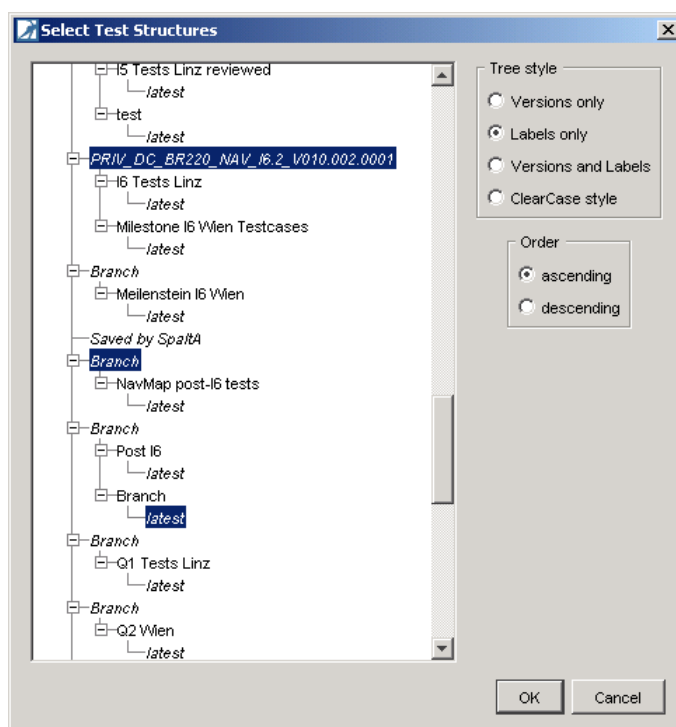 Select Test Structures
I5 Tests Linz reviewed
latest
test
latest
PRIV_DC_BR220_NAV_I6.2_V010.002.0001
I6 Tests Linz
latest
Milestone I6 Wien Testcases
latest
Branch
Meilenstein I6 Wien
latest
Saved by SpaltA
Branch
NavMap post-I6 tests
latest
Branch
Post I6
latest
Branch
latest
Branch
Q1 Tests Linz
latest
Branch
Q2 Wien
latest
Tree style
Versions only
Labels only
Versions and Labels
ClearCase style
Order
ascending
descending
OK
Cancel